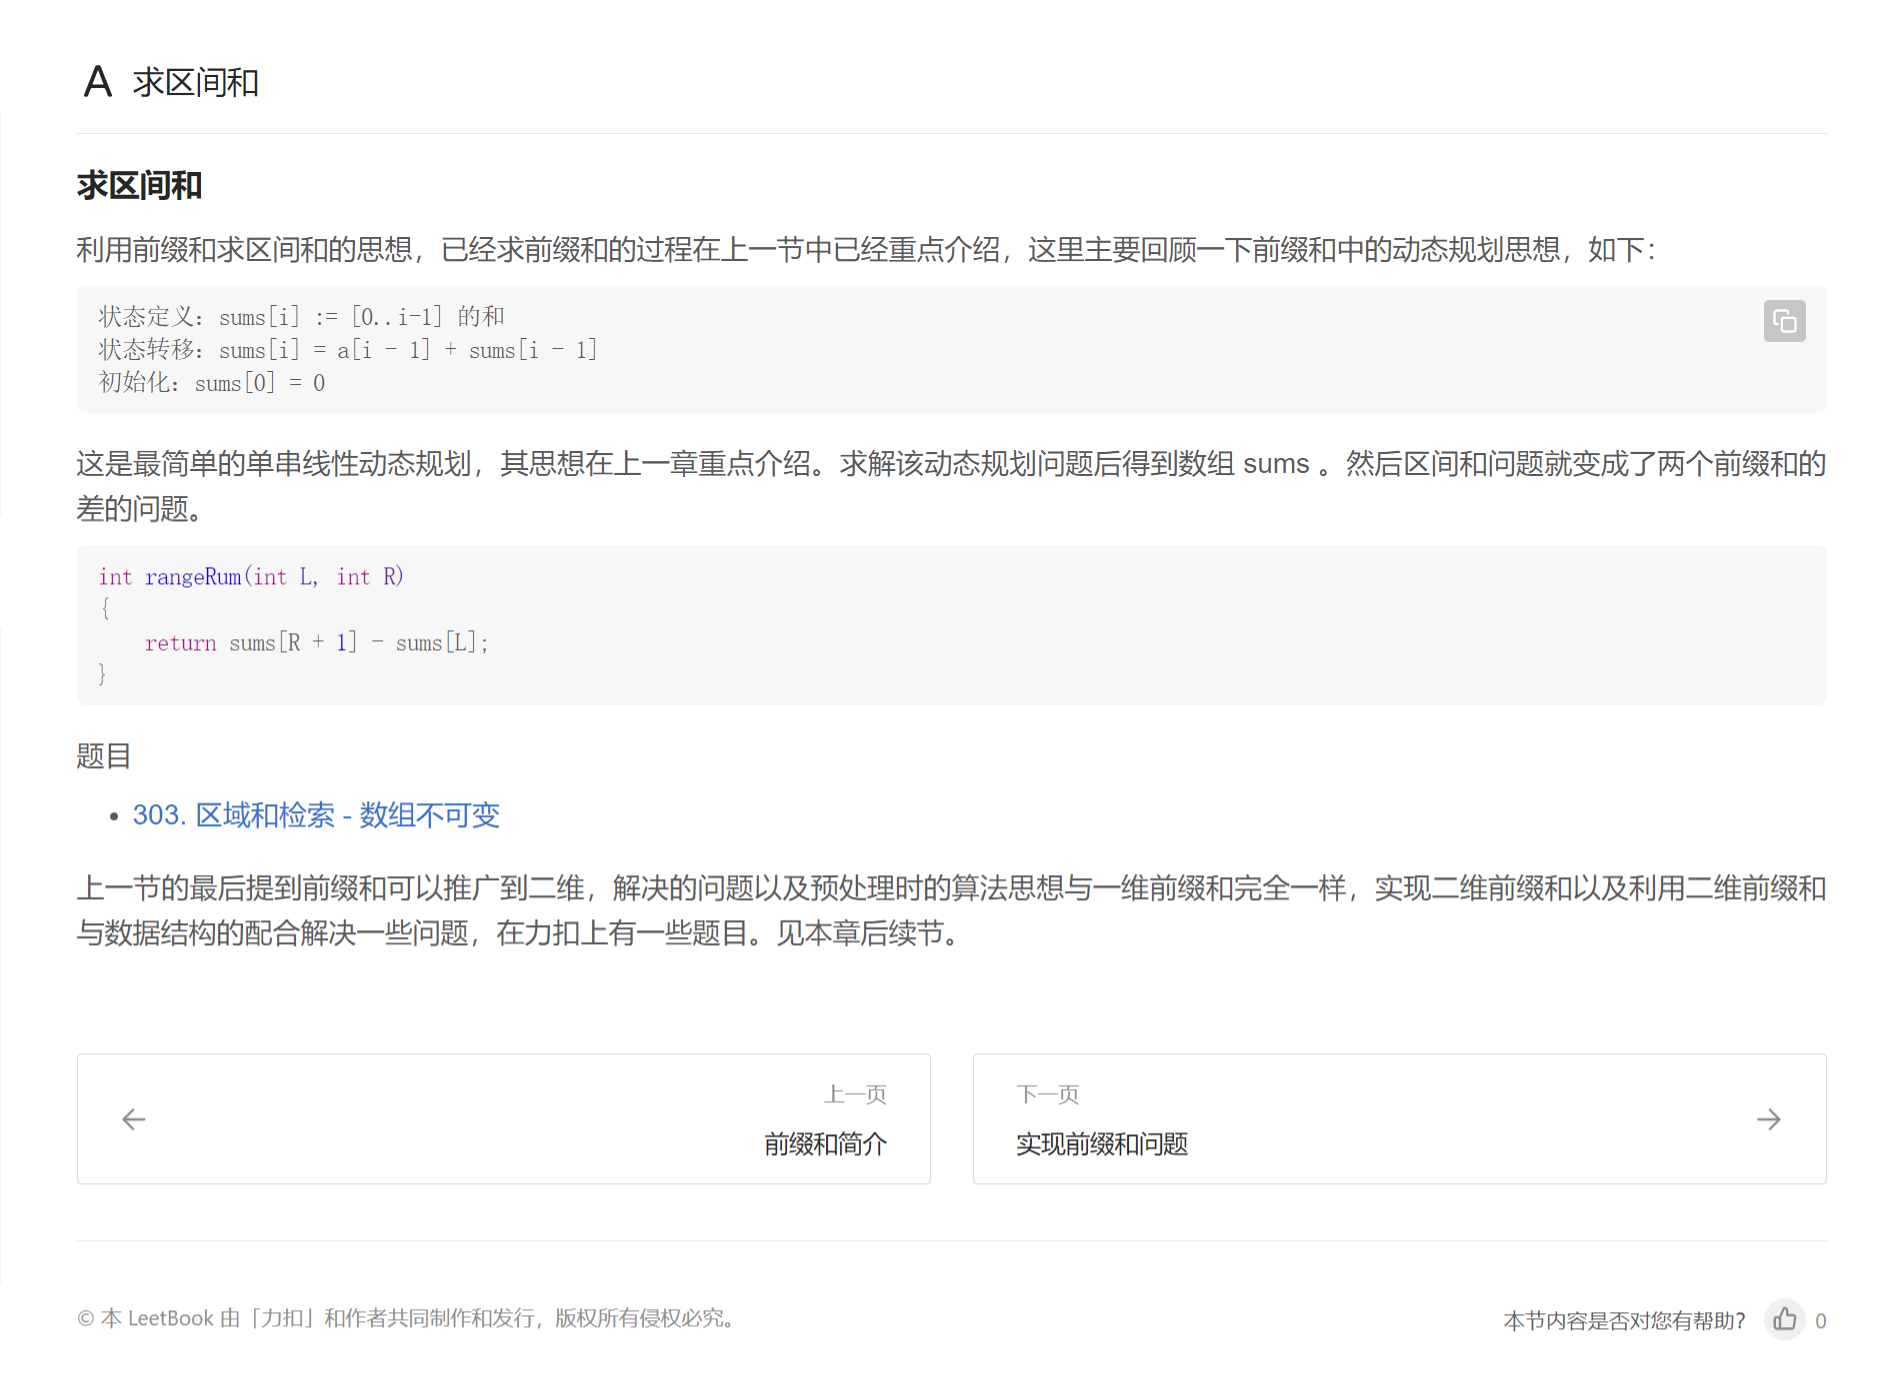 A 求区间和
求区间和
利用前缀和求区间和的思想，已经求前缀和的过程在上一节中已经重点介绍，这里主要回顾一下前缀和中的动态规划思想，如下：
状态定义：sums[i] := [0..i-1] 的和
状态转移：sums[i] = a[i - 1] + sums[i - 1]
初始化：sums[0] = 0
这是最简单的单串线性动态规划，其思想在上一章重点介绍。求解该动态规划问题后得到数组 sums 。然后区间和问题就变成了两个前缀和的
差的问题。
int rangeRum(int L, int R)
{
    return sums[R + 1] - sums[L];
}
题目
• 303. 区域和检索 - 数组不可变
上一节的最后提到前缀和可以推广到二维，解决的问题以及预处理时的算法思想与一维前缀和完全一样，实现二维前缀和以及利用二维前缀和
与数据结构的配合解决一些问题，在力扣上有一些题目。见本章后续节。
上一页
前缀和简介
下一页
实现前缀和问题
© 本 LeetBook 由「力扣」和作者共同制作和发行，版权所有侵权必究。
本节内容是否对您有帮助？ 0